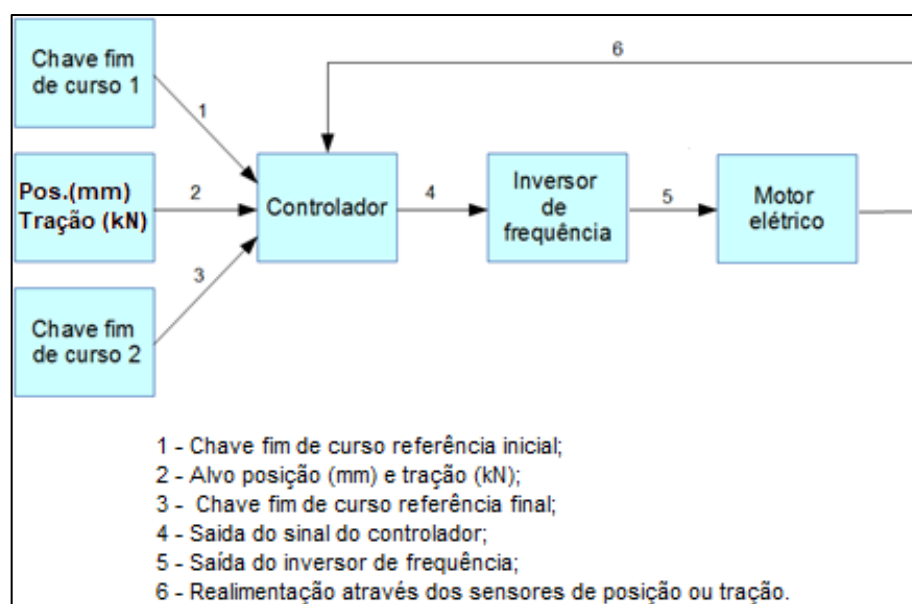 Chave fim
de curso 1
6
1
Pos.(mm)
Tração (kN)
2
Controlador
4
Inversor
de
frequência
5
Motor
elétrico
3
Chave fim
de curso 2
1 - Chave fim de curso referência inicial;
2 - Alvo posição (mm) e tração (kN);
3 - Chave fim de curso referência final;
4 - Saida do sinal do controlador;
5 - Saída do inversor de frequência;
6 - Realimentação através dos sensores de posição ou tração.